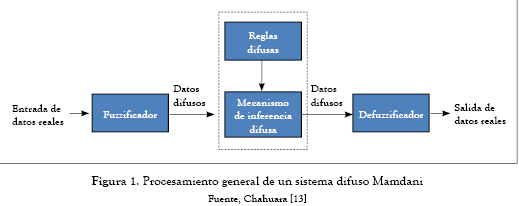 Reglas
difusas
Entrada de
datos reales
Fuzzificador
Datos
difusos
Mecanismo
de inferencia
difusa
Datos
difusos
Defuzzificador
Salida de
datos reales
Figura 1. Procesamiento general de un sistema difuso Mamdani
Fuente, Chahuara [13]